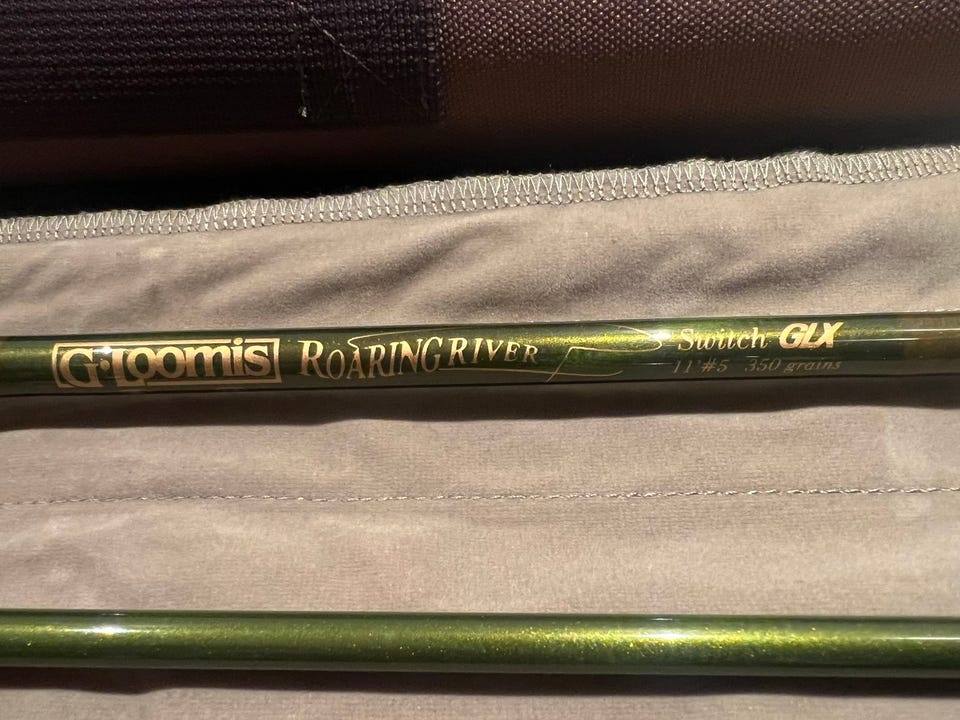 G·Loomis ROARING RIVER Switch GLX
11' #5 350 grains